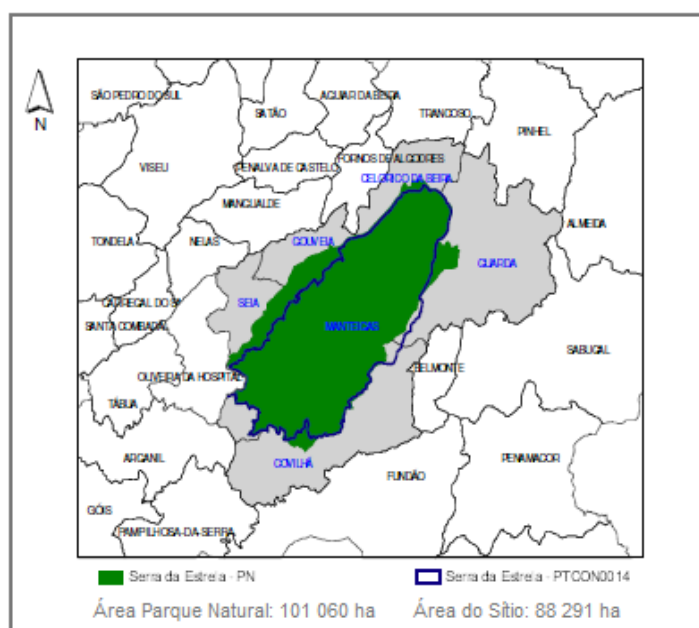 N
SÃO PEDRO DO SUL
AGUIAR DA BEIRA
SATÃO
TRANCOSO
PINHEL
VISEU
PENALVA DE CASTELO
FORNOS DE ALGODRES
CELORICO DA BEIRA
MANGUALDE
ALMEIDA
TONDELA
NELAS
GOUVEIA
GUARDA
CARREGAL DO S
SEIA
SANTA COMBADÃ
MANTEIGAS
SABUGAL
OLIVEIRA DA HOSPITAL
BELMONTE
TÁBUA
ARGANIL
COVILHÃ
PENAMACOR
FUNDÃO
GÓIS
PAMPILHOSA-DA-SERRA
Serra da Estrela - PN
Serra da Estrela - PTCON0014
Área Parque Natural: 101 060 ha
Área do Sítio: 88 291 ha